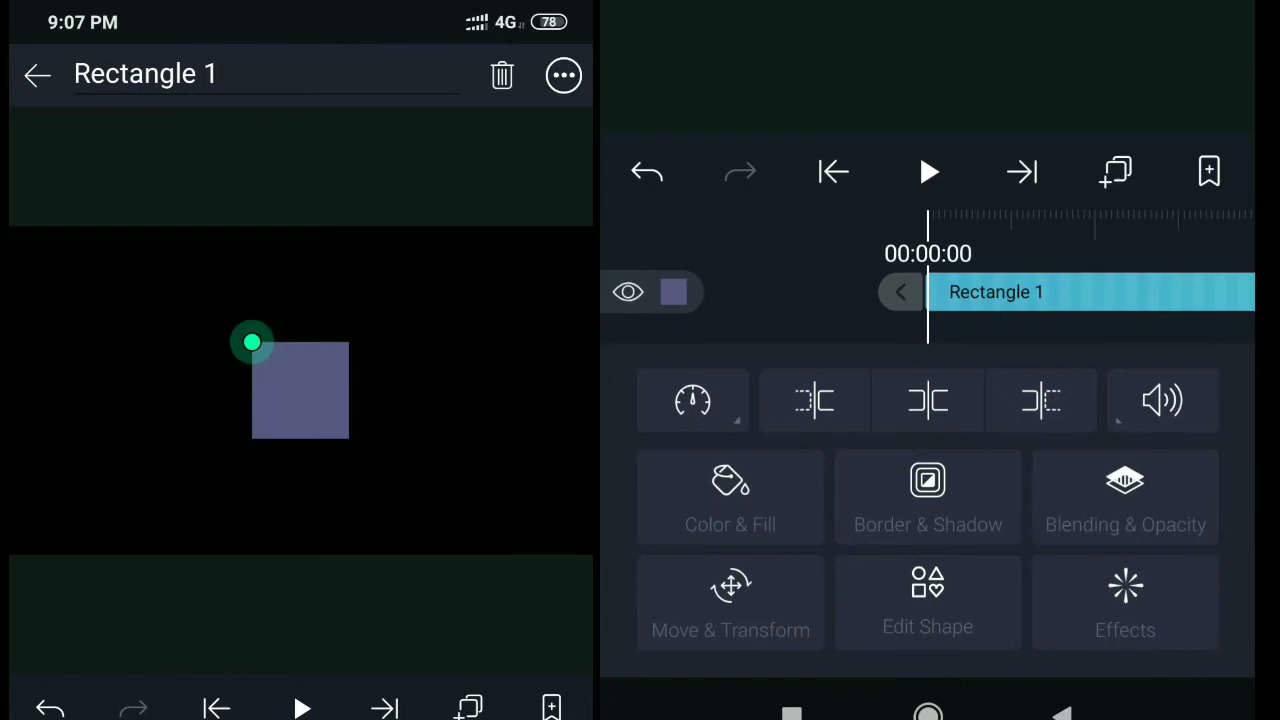 9:07 PM
4G
78
Rectangle 1
00:00:00
Rectangle 1
Color & Fill
Border & Shadow
Blending & Opacity
Move & Transform
Edit Shape
Effects